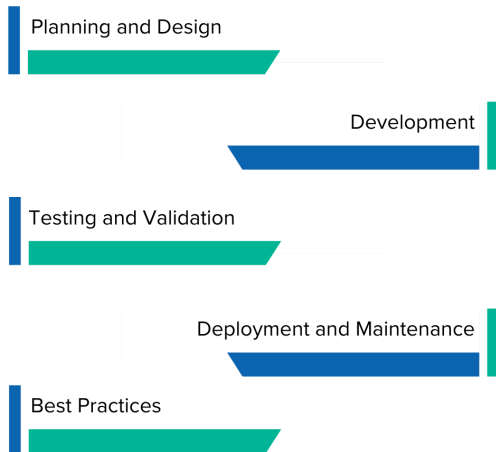 Planning and Design
Development
Testing and Validation
Deployment and Maintenance
Best Practices